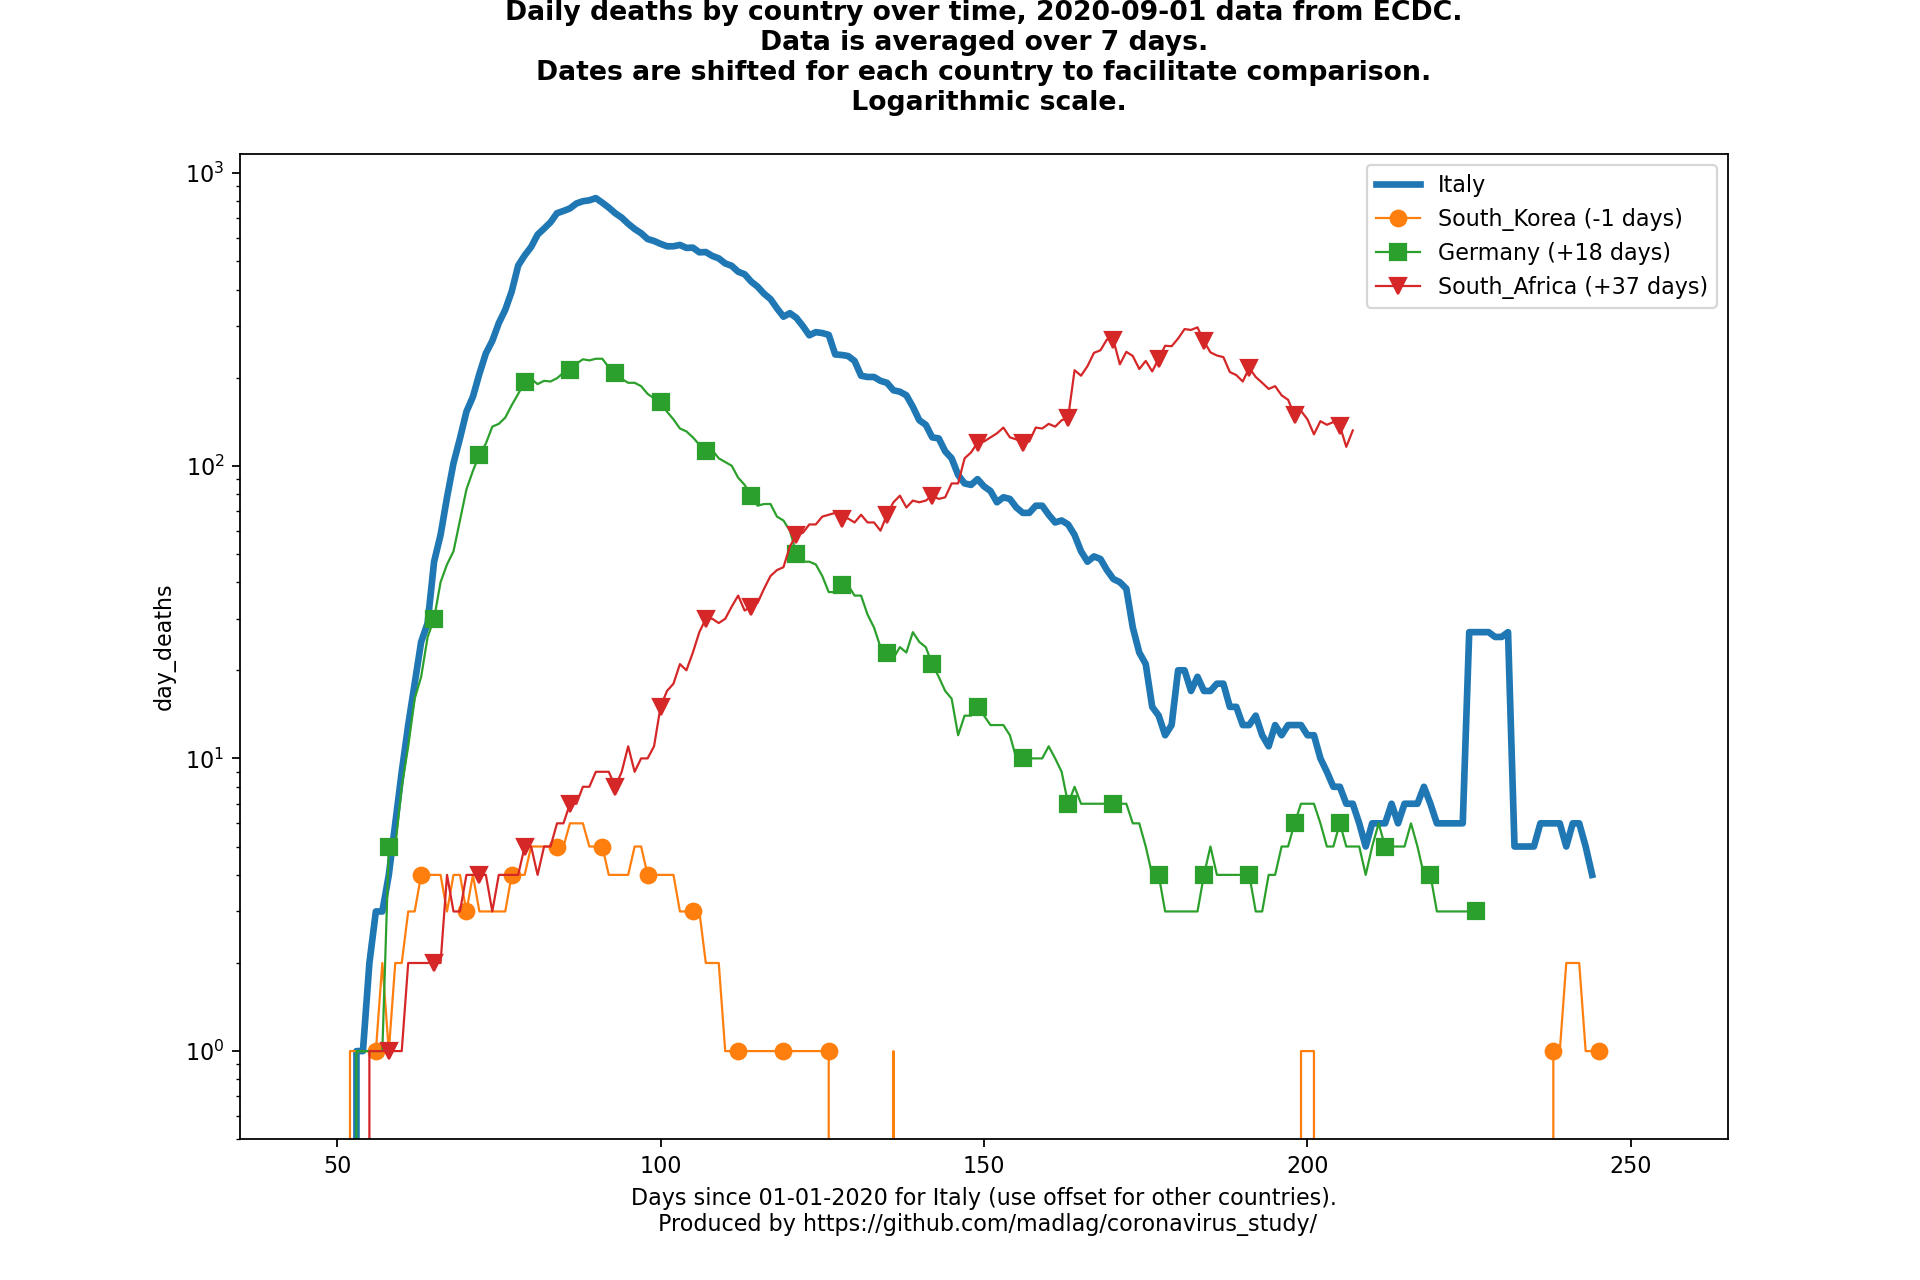 Daily deaths by country over time, 2020-09-01 data from ECDC.
Data is averaged over 7 days.
Dates are shifted for each country to facilitate comparison.
Logarithmic scale.
10³
10²
10¹
10⁰
day_deaths
Italy
South_Korea (-1 days)
Germany (+18 days)
South_Africa (+37 days)
50 100 150 200 250
Days since 01-01-2020 for Italy (use offset for other countries).
Produced by https://github.com/madlag/coronavirus_study/